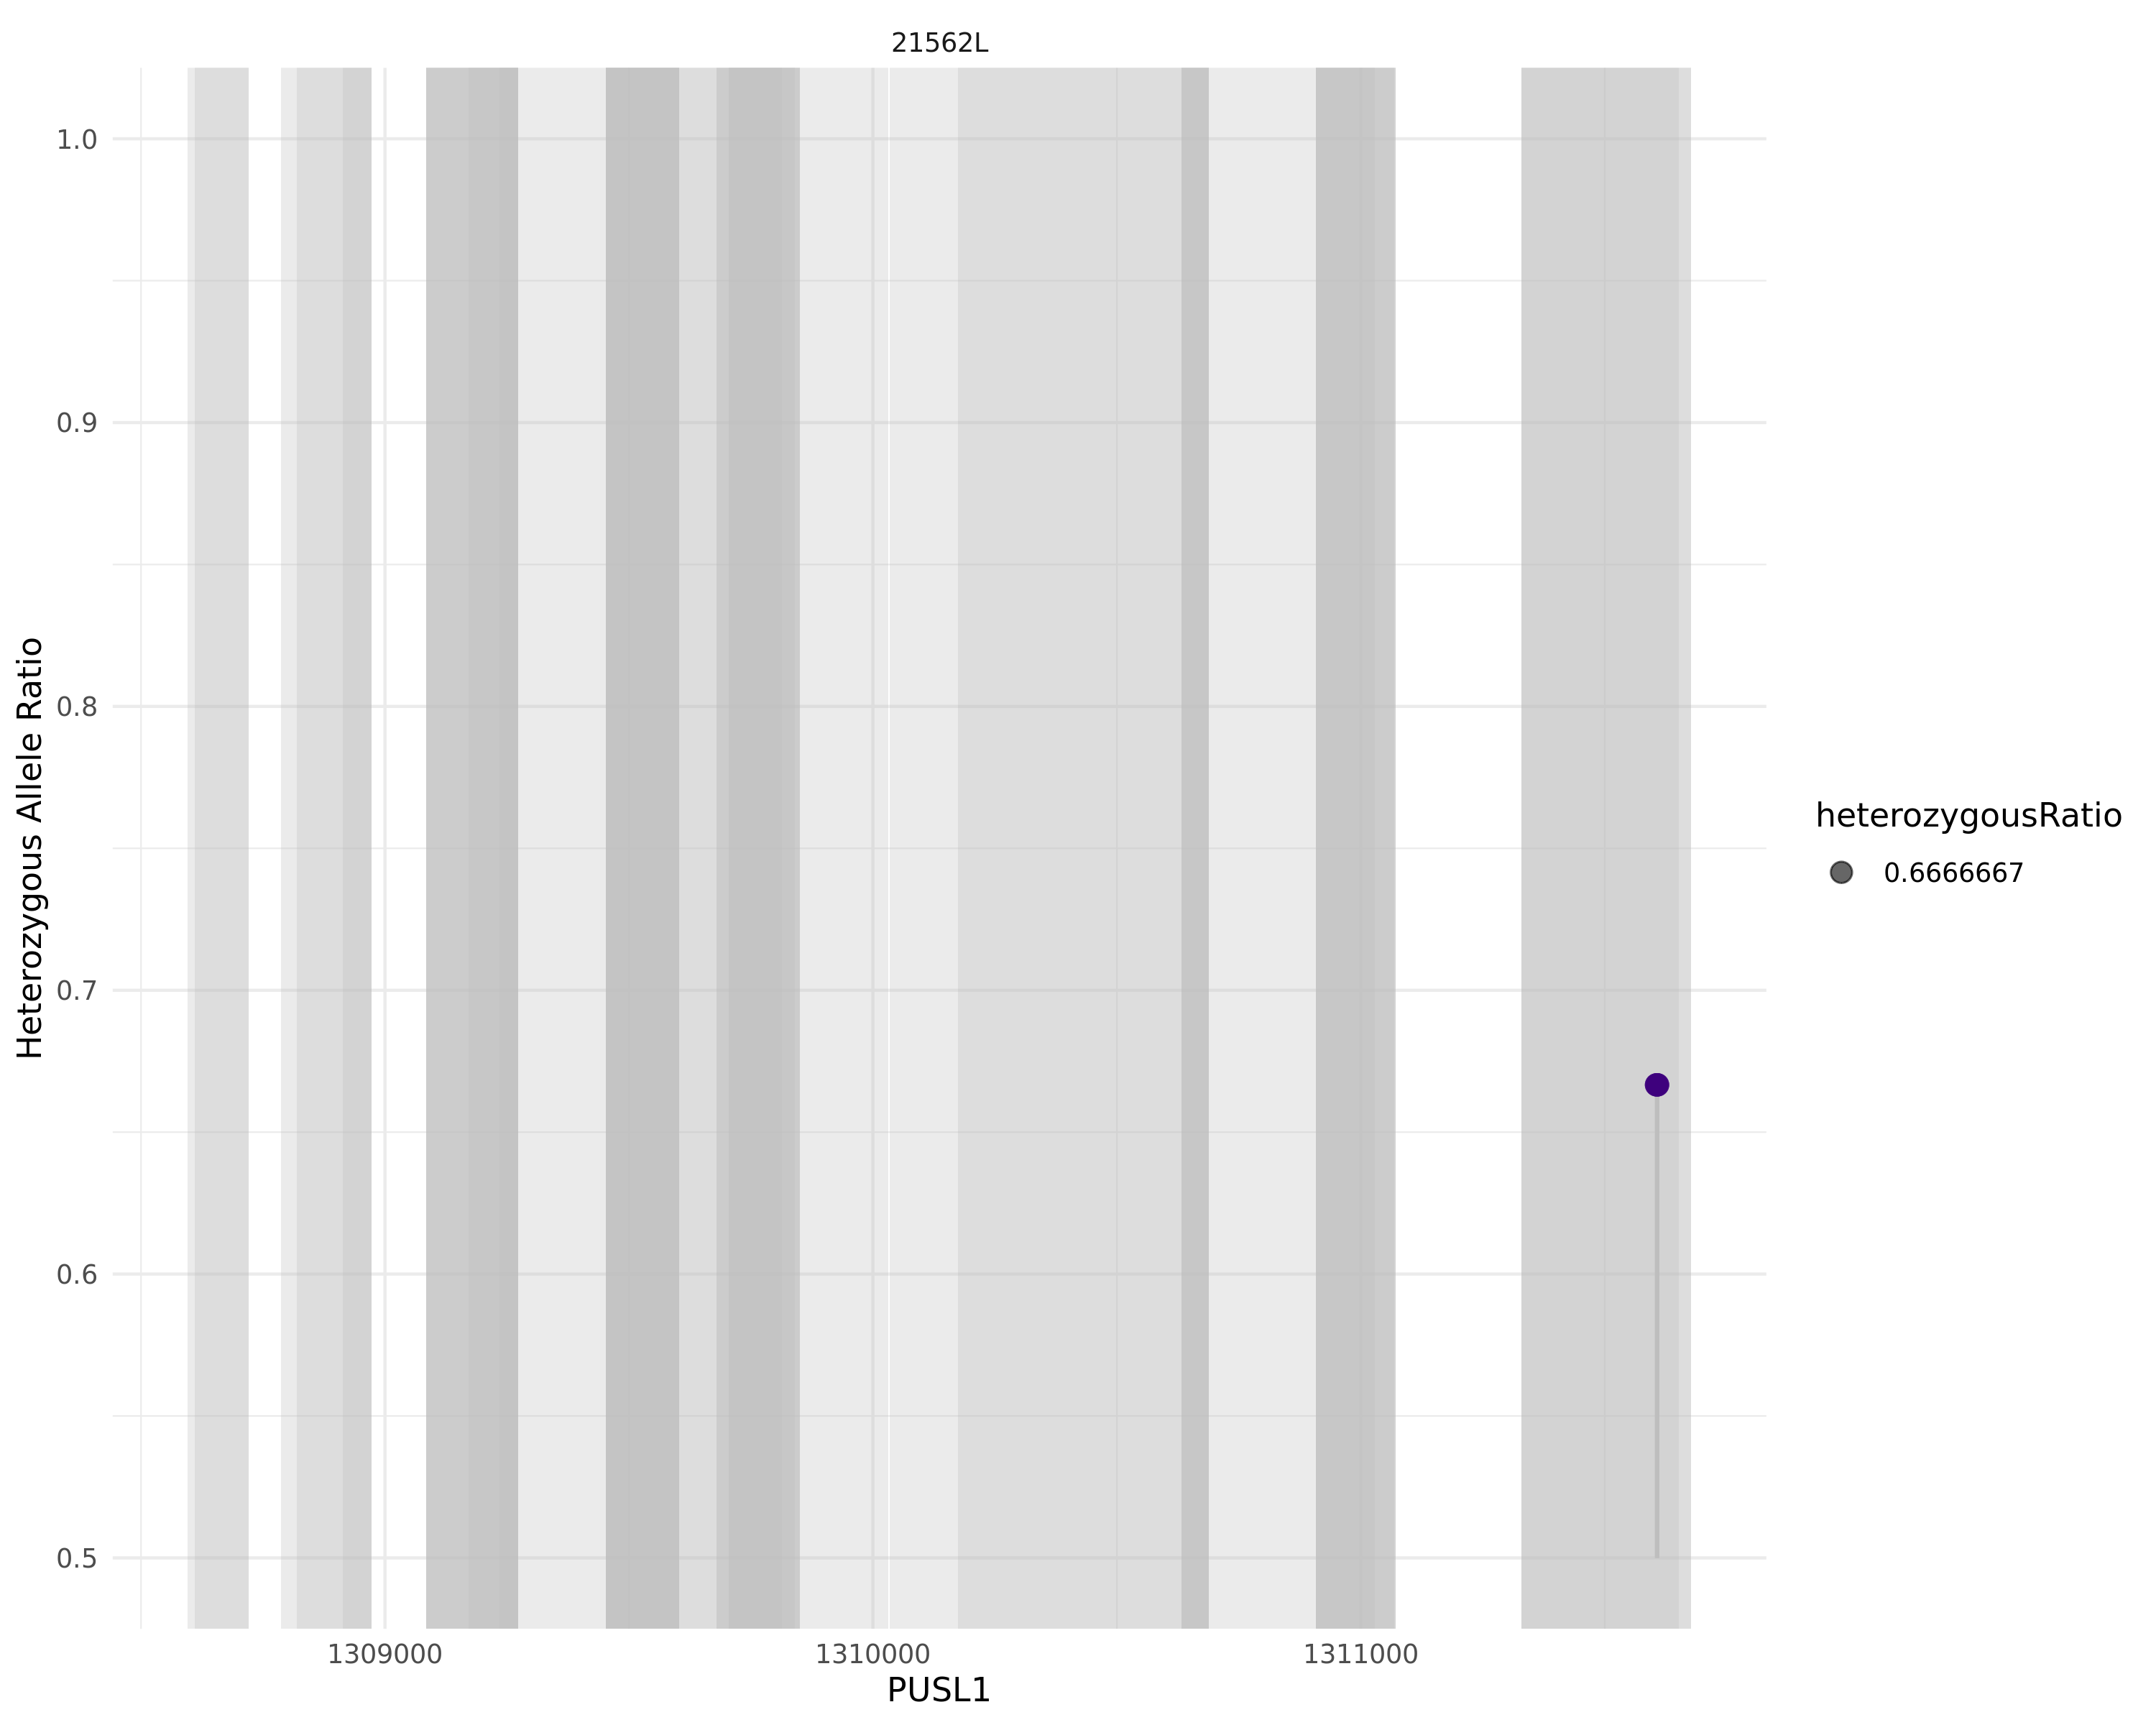 21562L
1.0
0.9
0.8
0.7
0.6
0.5
Heterozygous Allele Ratio
1309000
1310000
1311000
PUSL1
heterozygousRatio
0.6666667